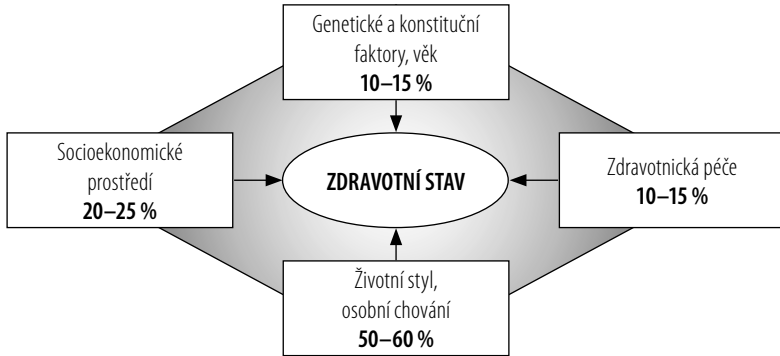 Genetické a konstituční
faktory, věk
10–15 %
Socioekonomické
prostředí
20–25 %
ZDRAVOTNÍ STAV
Zdravotnická péče
10–15 %
Životní styl,
osobní chování
50–60 %